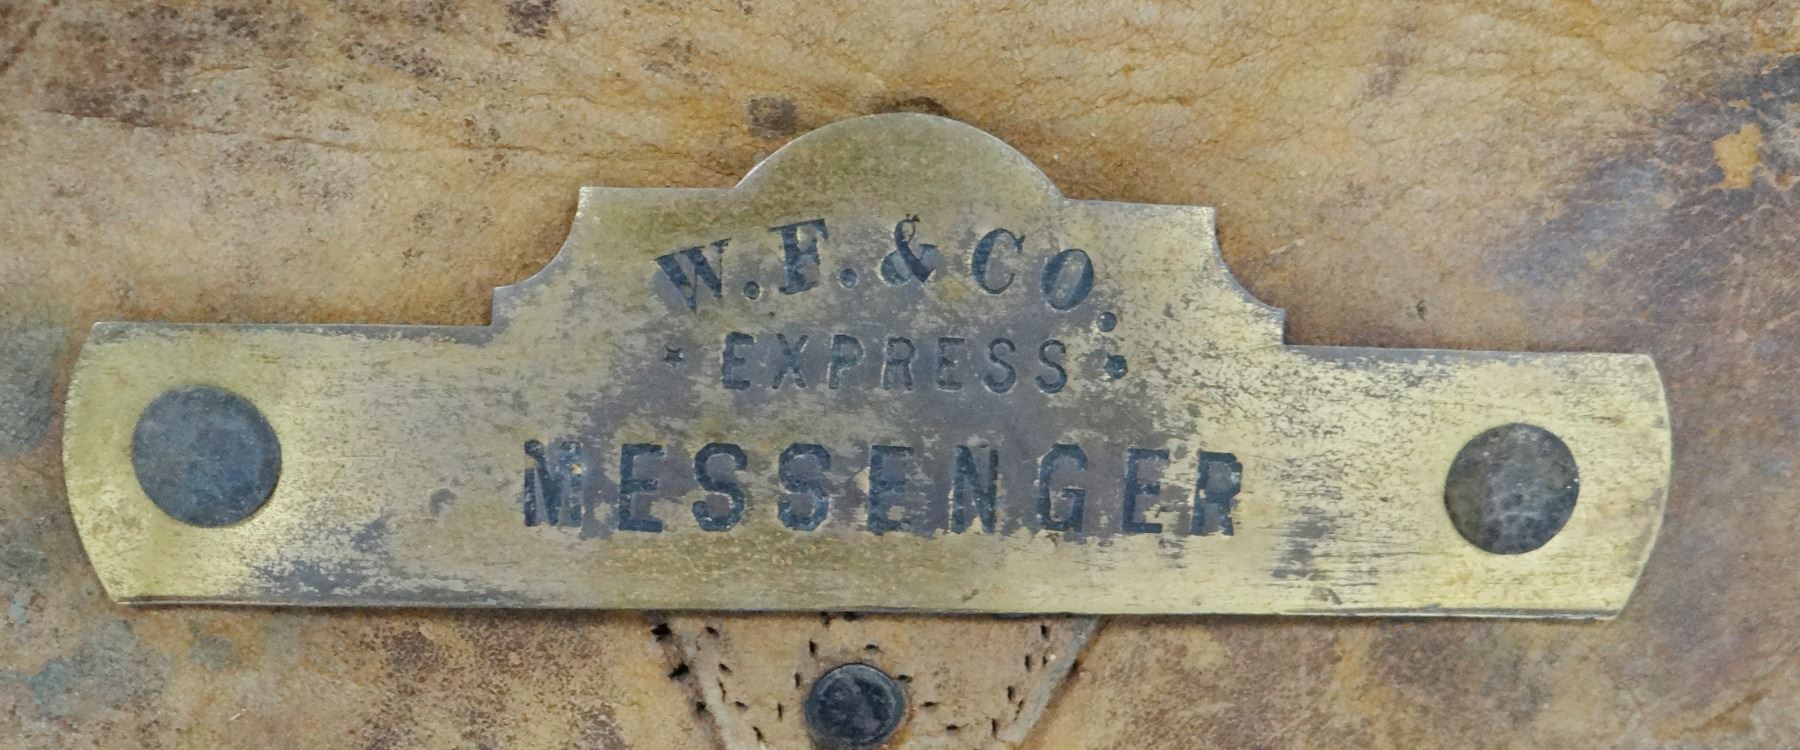 W.F. & CO.
EXPRESS
MESSENGER